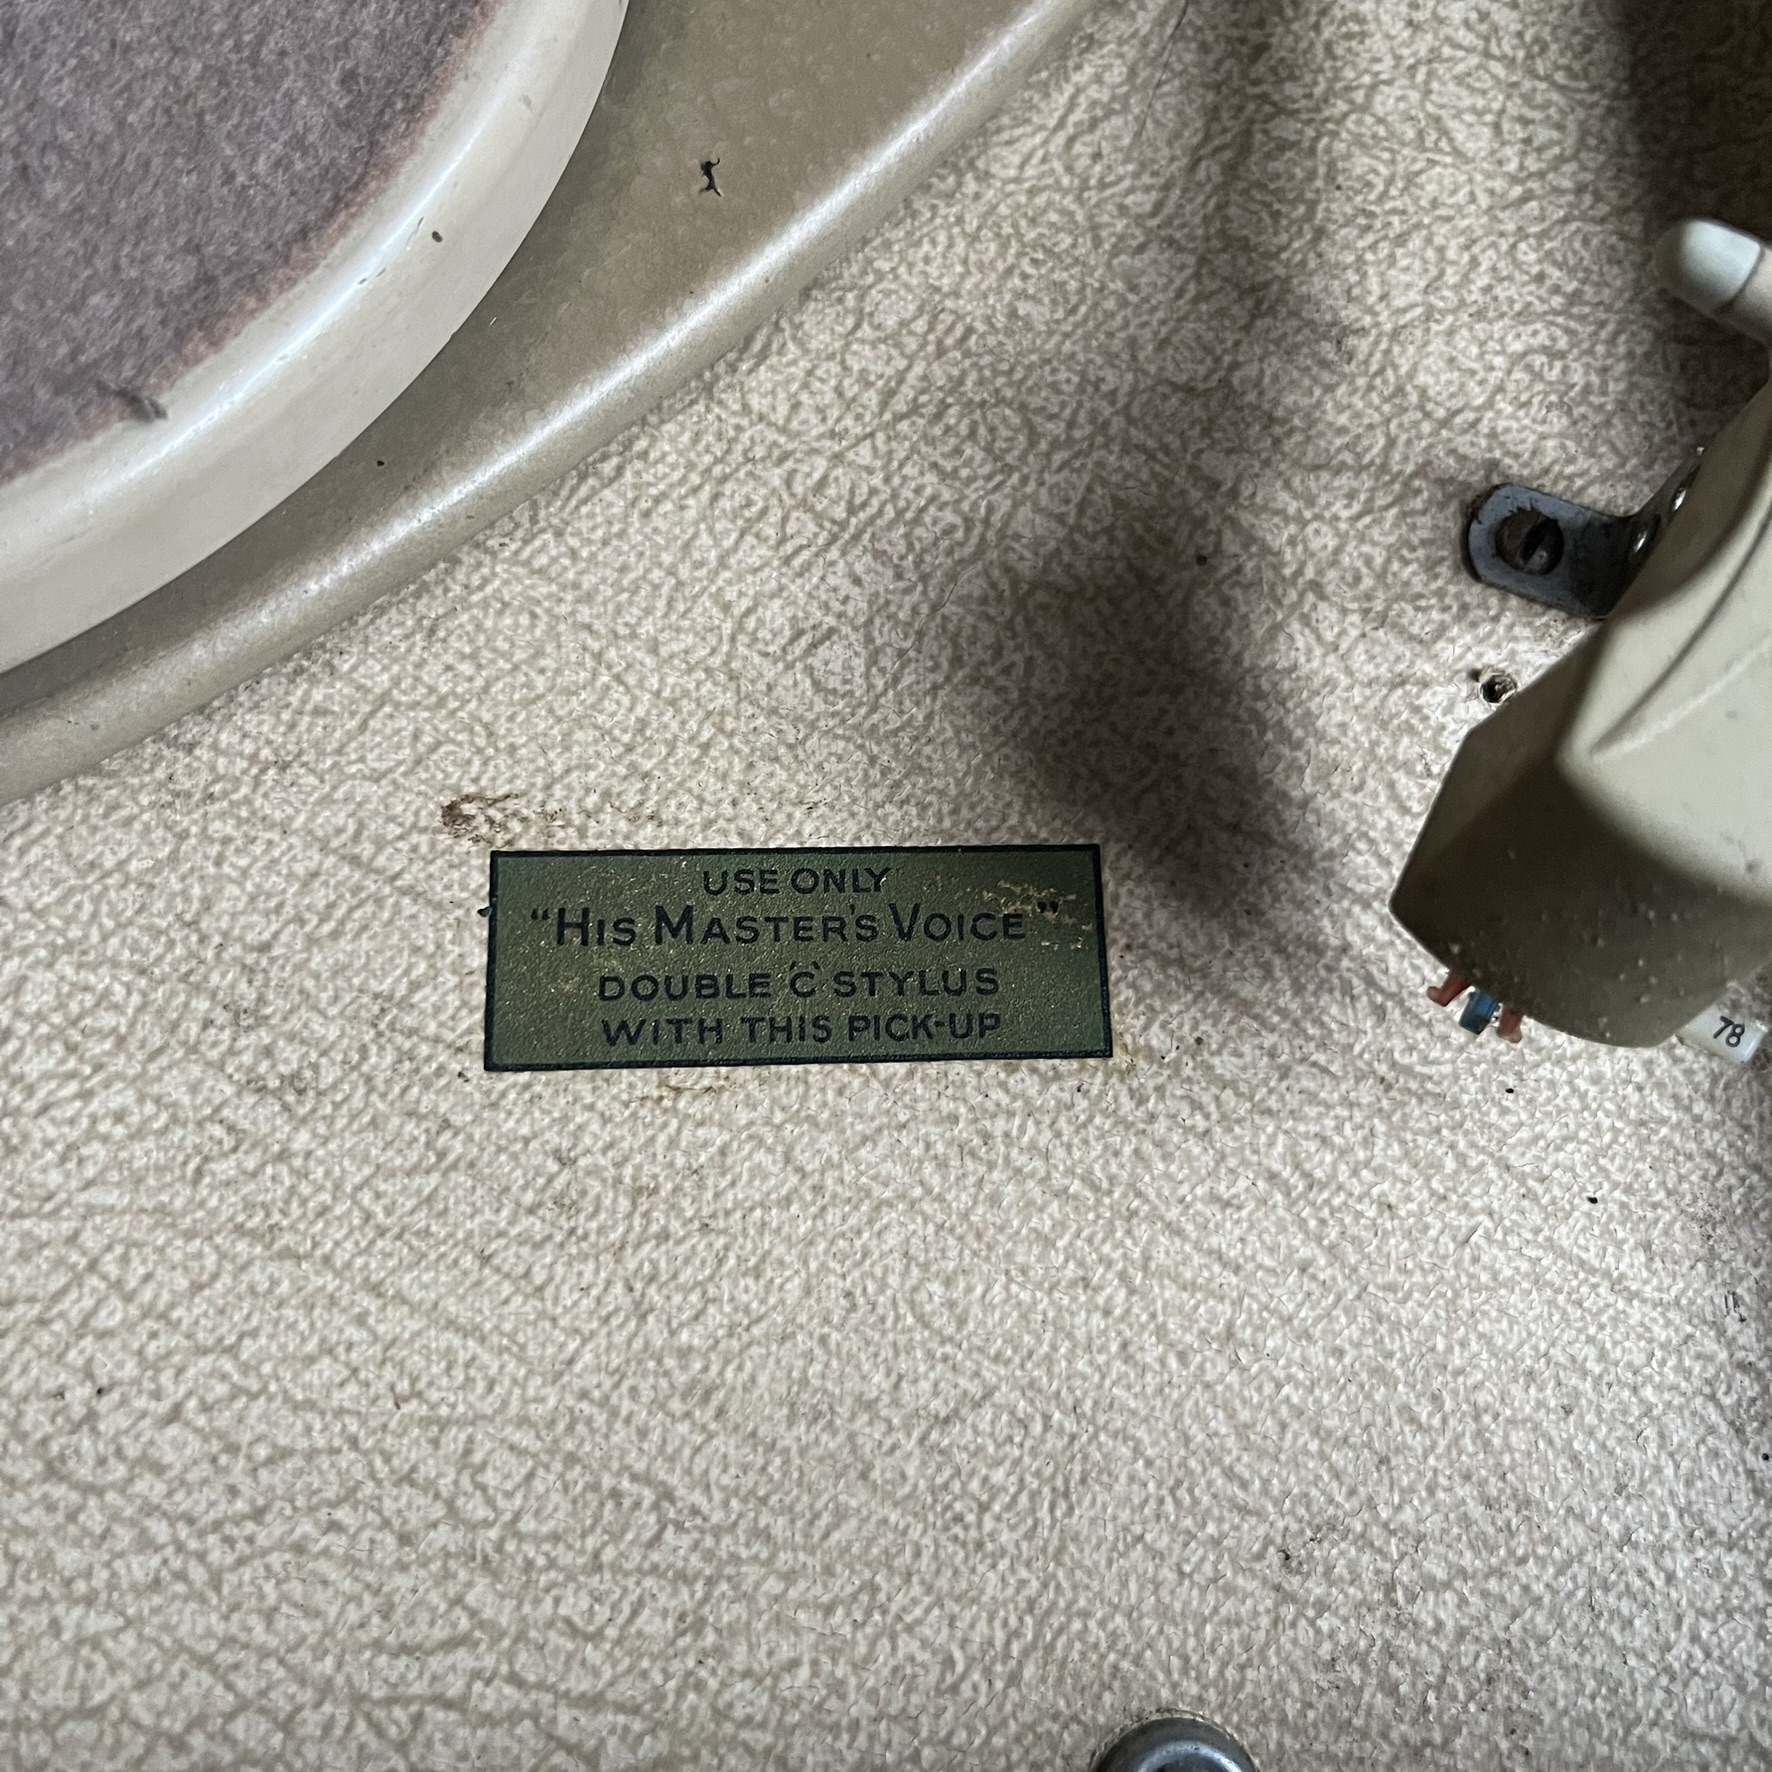 USE ONLY
“HIS MASTER'S VOICE”
DOUBLE ‘C’ STYLUS
WITH THIS PICK-UP
78